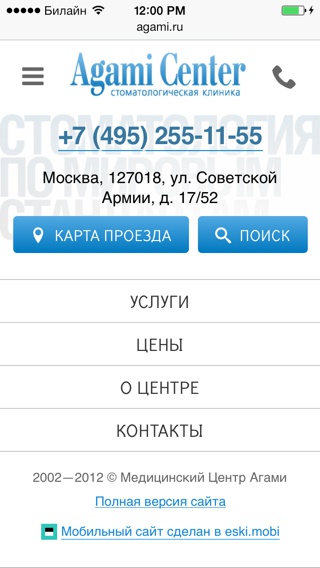 Билайн 12:00 PM
agami.ru
Agami Center
стоматологическая клиника
СТОМАТОЛОГИЯ
ПО МИРОВЫМ
СТАНДАРТАМ
+7 (495) 255-11-55
Москва, 127018, ул. Советской
Армии, д. 17/52
КАРТА ПРОЕЗДА ПОИСК
УСЛУГИ
ЦЕНЫ
О ЦЕНТРЕ
КОНТАКТЫ
2002—2012 © Медицинский Центр Агами
Полная версия сайта
Мобильный сайт сделан в eski.mobi